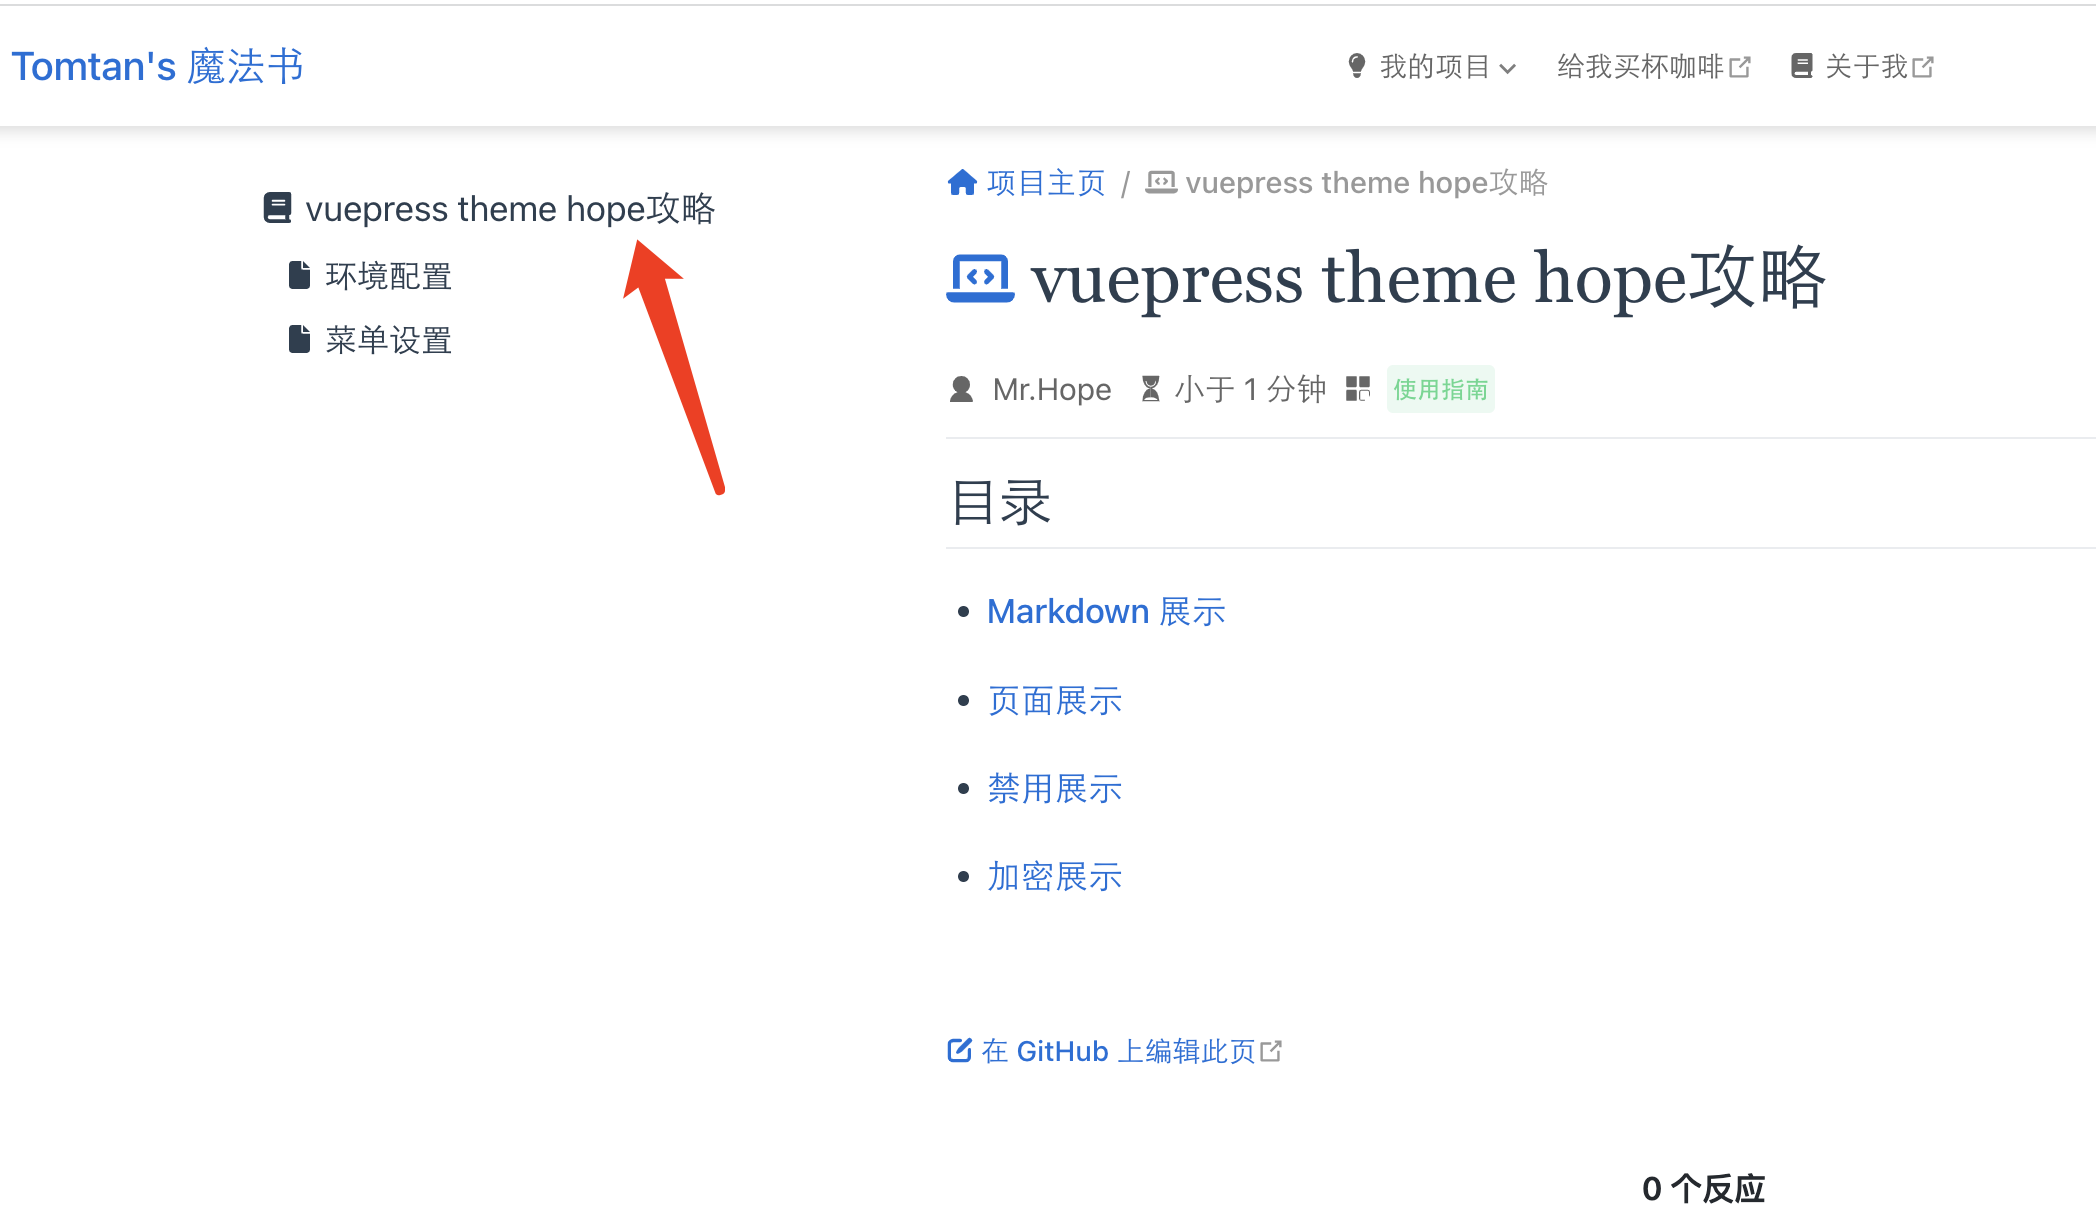 Tomtan's 魔法书
我的项目 给我买杯咖啡 关于我
vuepress theme hope攻略
环境配置
菜单设置
项目主页 / vuepress theme hope攻略
vuepress theme hope攻略
Mr.Hope 小于 1 分钟 使用指南
目录
Markdown 展示
页面展示
禁用展示
加密展示
在 GitHub 上编辑此页
0 个反应